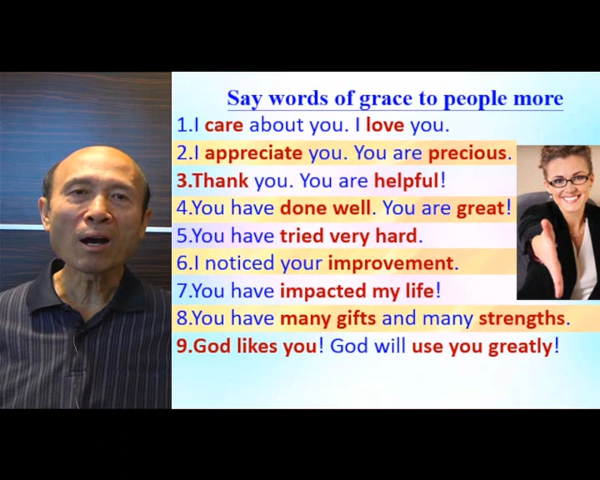 Say words of grace to people more
1.I care about you. I love you.
2.I appreciate you. You are precious.
3.Thank you. You are helpful!
4.You have done well. You are great!
5.You have tried very hard.
6.I noticed your improvement.
7.You have impacted my life!
8.You have many gifts and many strengths.
9.God likes you! God will use you greatly!